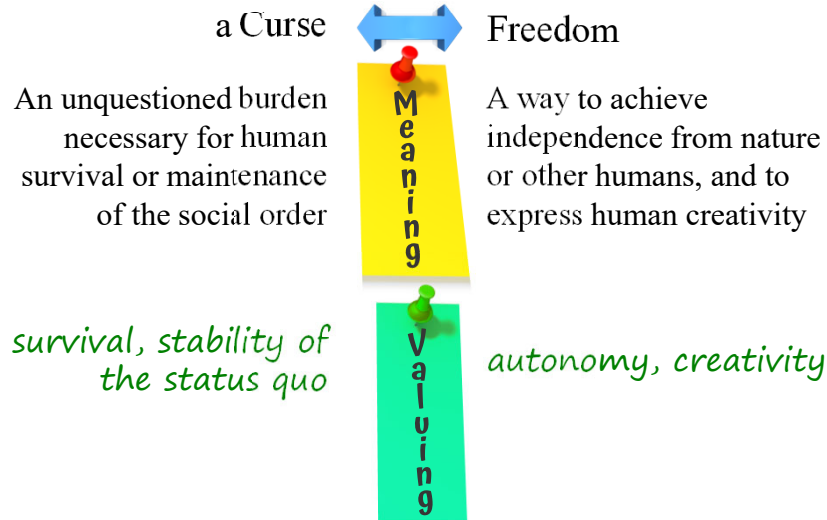 a Curse
Freedom
An unquestioned burden
necessary for human
survival or maintenance
of the social order
Meaning
A way to achieve
independence from nature
or other humans, and to
express human creativity
survival, stability of
the status quo
Valuing
autonomy, creativity